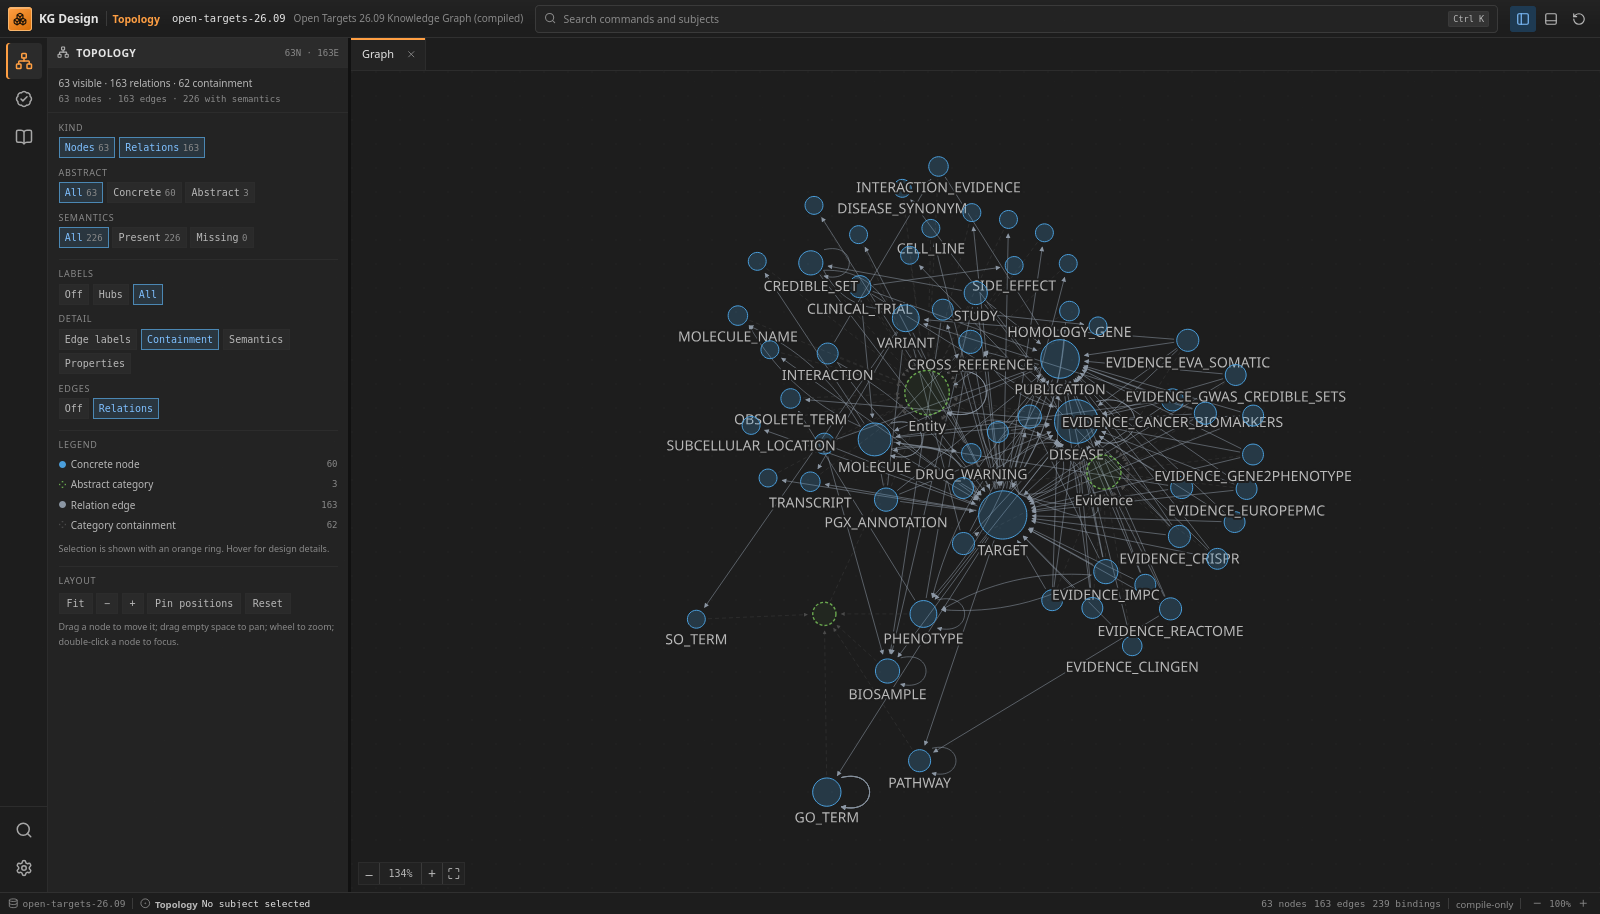 KG Design Topology open-targets-26.09 Open Targets 26.09 Knowledge Graph (compiled) Search commands and subjects Ctrl K
TOPOLOGY 63N · 163E
63 visible · 163 relations · 62 containment
63 nodes · 163 edges · 226 with semantics
KIND
Nodes 63 Relations 163
ABSTRACT
All 63 Concrete 60 Abstract 3
SEMANTICS
All 226 Present 226 Missing 0
LABELS
Off Hubs All
DETAIL
Edge labels Containment Semantics
Properties
EDGES
Off Relations
LEGEND
Concrete node 60
Abstract category 3
Relation edge 163
Category containment 62
Selection is shown with an orange ring. Hover for design details.
LAYOUT
Fit − + Pin positions Reset
Drag a node to move it; drag empty space to pan; wheel to zoom;
double-click a node to focus.
Graph ×
INTERACTION_EVIDENCE
DISEASE_SYNONYM
CELL_LINE
CREDIBLE_SET
SIDE_EFFECT
CLINICAL_TRIAL
STUDY
MOLECULE_NAME
HOMOLOGY_GENE
VARIANT
CROSS_REFERENCE
EVIDENCE_EVA_SOMATIC
INTERACTION
PUBLICATION
EVIDENCE_GWAS_CREDIBLE_SETS
OBSOLETE_TERM
Entity
EVIDENCE_CANCER_BIOMARKERS
SUBCELLULAR_LOCATION
DISEASE
MOLECULE
DRUG_WARNING
EVIDENCE_GENE2PHENOTYPE
TRANSCRIPT
Evidence
EVIDENCE_EUROPEPMC
PGX_ANNOTATION
TARGET
EVIDENCE_CRISPR
EVIDENCE_IMPC
SO_TERM
PHENOTYPE
EVIDENCE_REACTOME
EVIDENCE_CLINGEN
BIOSAMPLE
PATHWAY
GO_TERM
– 134% +
open-targets-26.09 Topology No subject selected 63 nodes 163 edges 239 bindings compile-only − 100% +